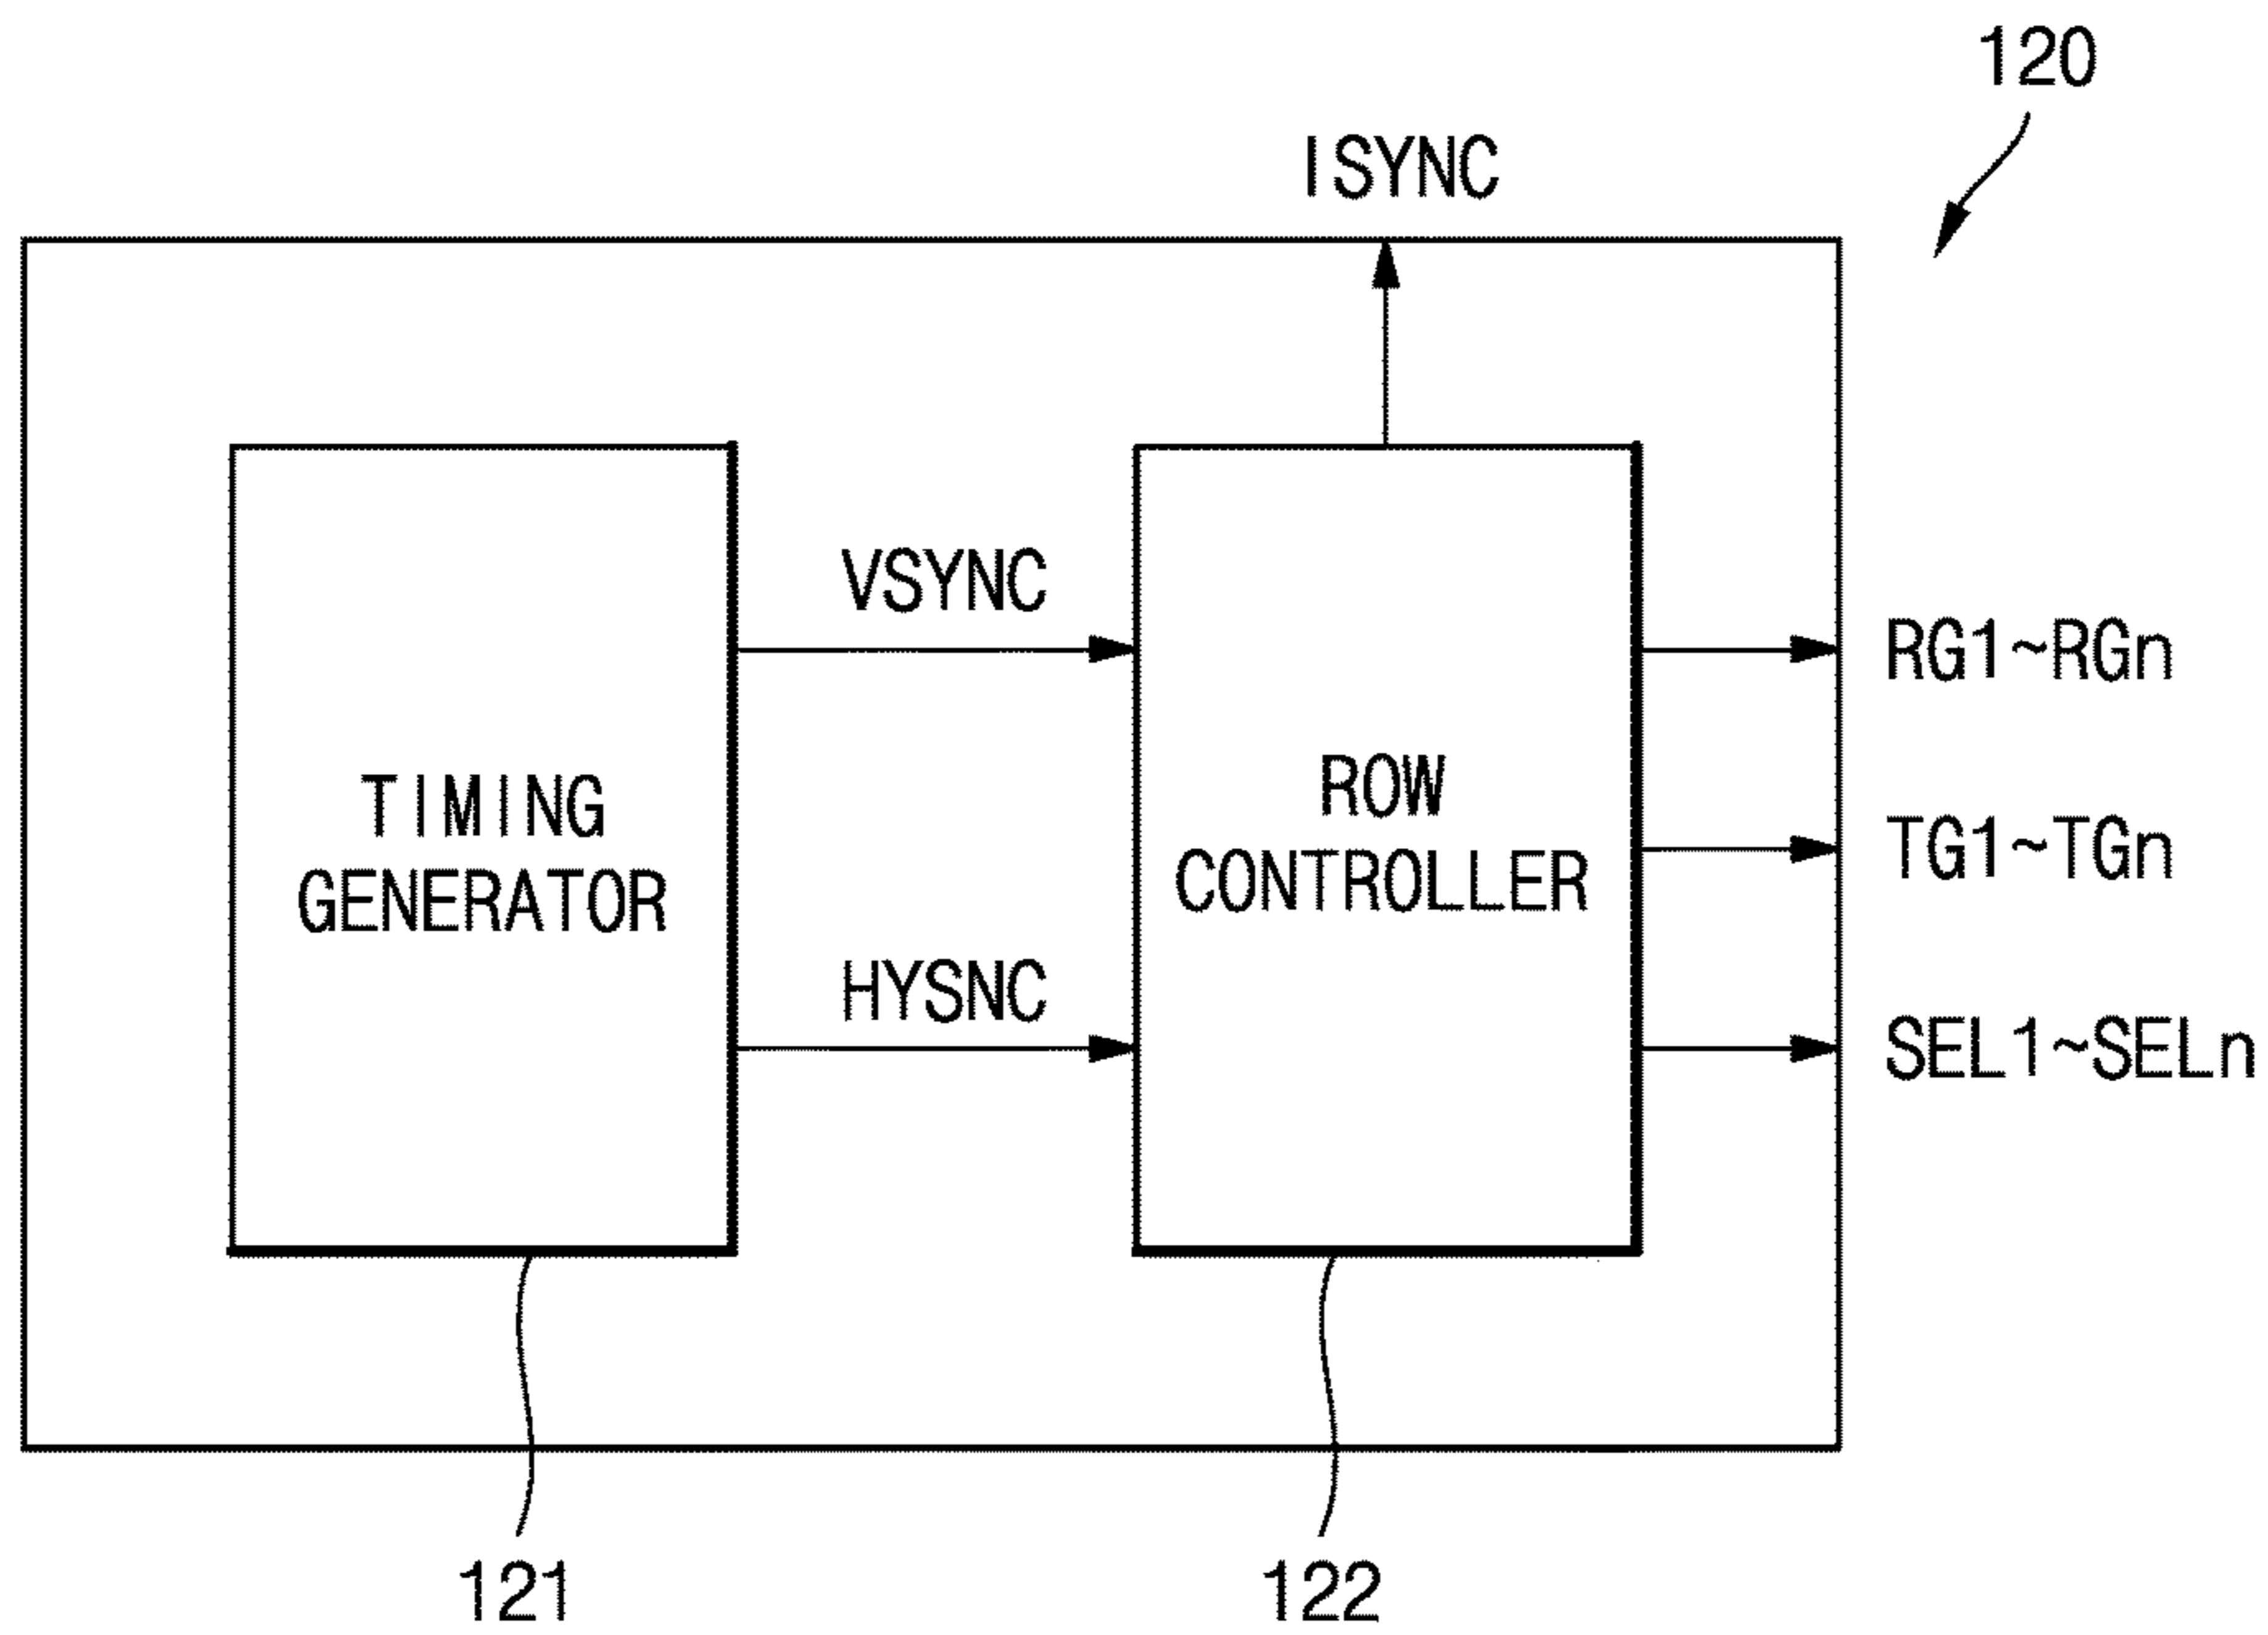 120
ISYNC
VSYNC
RG1~RGn
TIMING
GENERATOR
ROW
CONTROLLER
TG1~TGn
HYSNC
SEL1~SELn
121
122